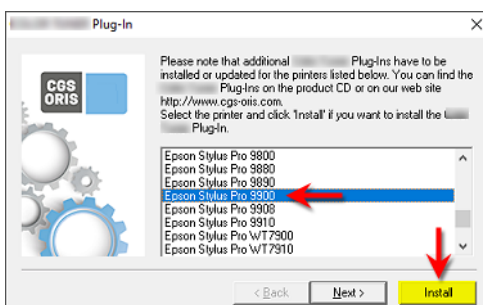 Plug-In
CGS
ORIS
Please note that additional Plug-Ins have to be
installed or updated for the printers listed below. You can find the
Plug-Ins on the product CD or on our web site
http://www.cgs-oris.com.
Select the printer and click 'Install' if you want to install the
Plug-In.
Epson Stylus Pro 9800
Epson Stylus Pro 9880
Epson Stylus Pro 9890
Epson Stylus Pro 9900
Epson Stylus Pro 9908
Epson Stylus Pro 9910
Epson Stylus Pro WT7900
Epson Stylus Pro WT7910
< Back
Next >
Install